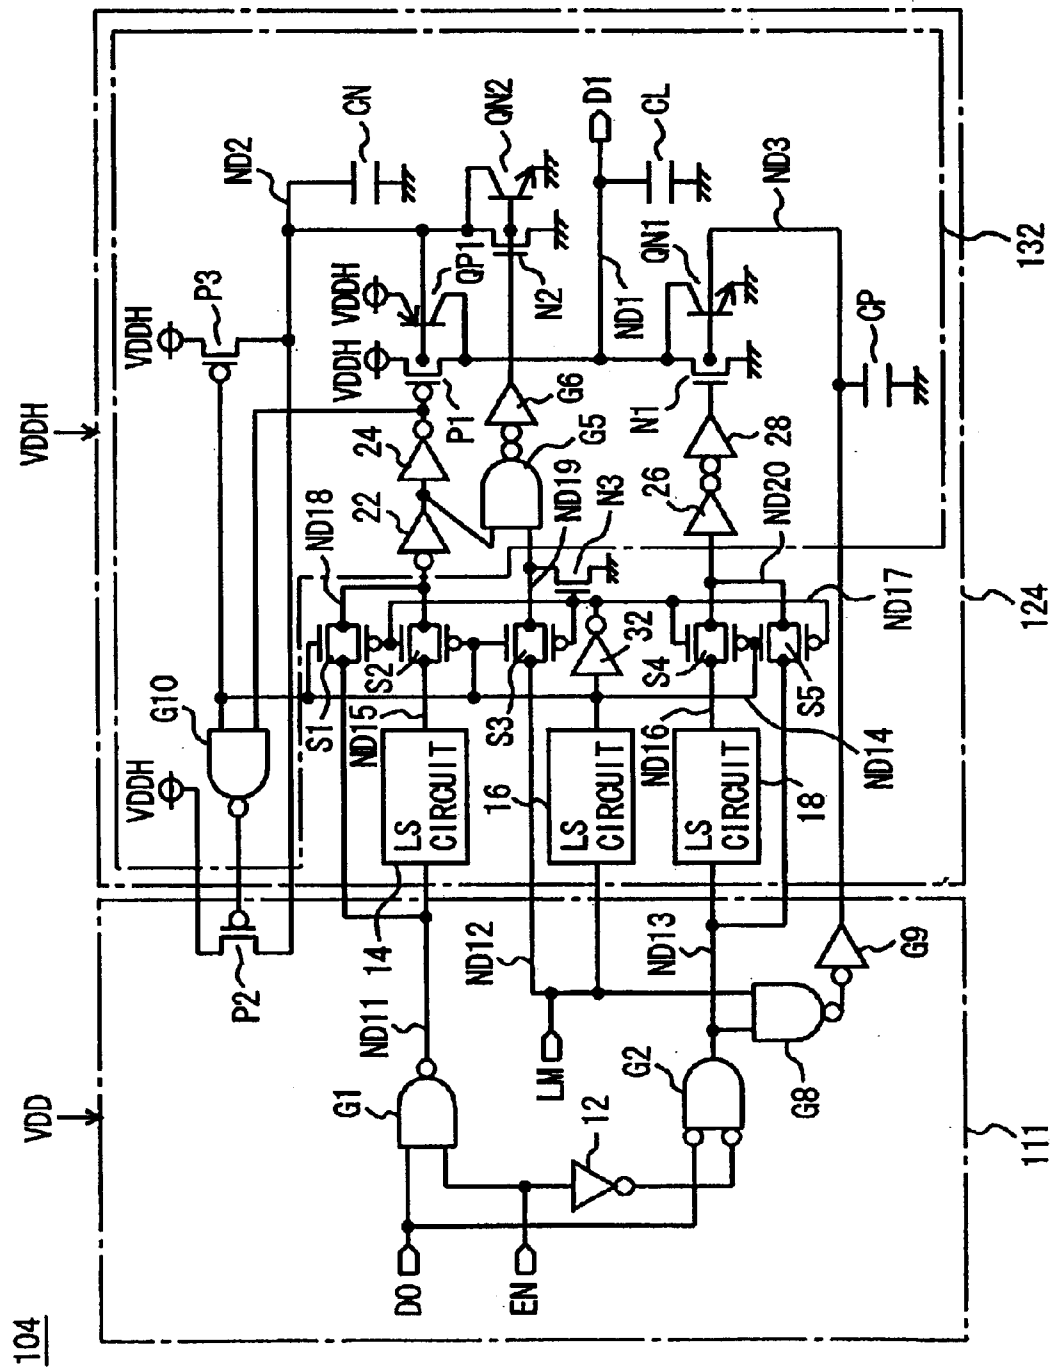 104
VDD
VDDH
111
124
132
DO
EN
LM
D1
G1
G2
12
G8
G9
ND11
ND12
ND13
14
LS
CIRCUIT
16
LS
CIRCUIT
18
LS
CIRCUIT
P2
VDDH
G10
VDDH
P3
ND2
CN
S1
ND15
S2
S3
ND16
S4
S5
ND14
ND17
32
ND18
22
24
VDDH
VDDH
P1
QP1
N2
QN2
G6
G5
ND19
N3
26
28
ND20
N1
QN1
ND1
CL
CP
ND3